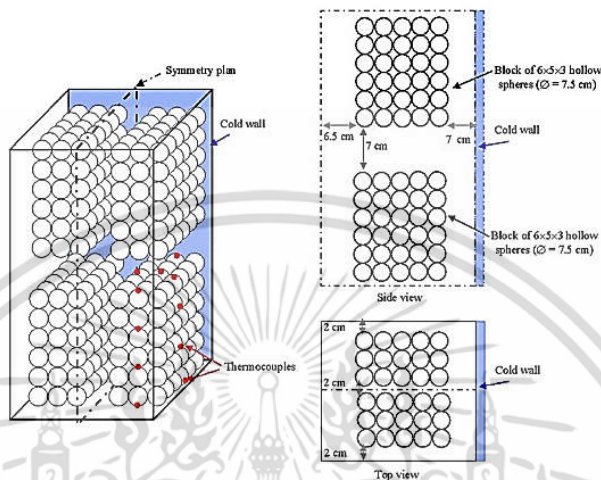 Symmetry plan
Cold wall
Thermocouples
Block of 6×5×3 hollow
spheres (Ø = 7.5 cm)
Cold wall
6.5 cm
7 cm
7 cm
Block of 6×5×3 hollow
spheres (Ø = 7.5 cm)
Side view
2 cm
Cold wall
2 cm
2 cm
Top view